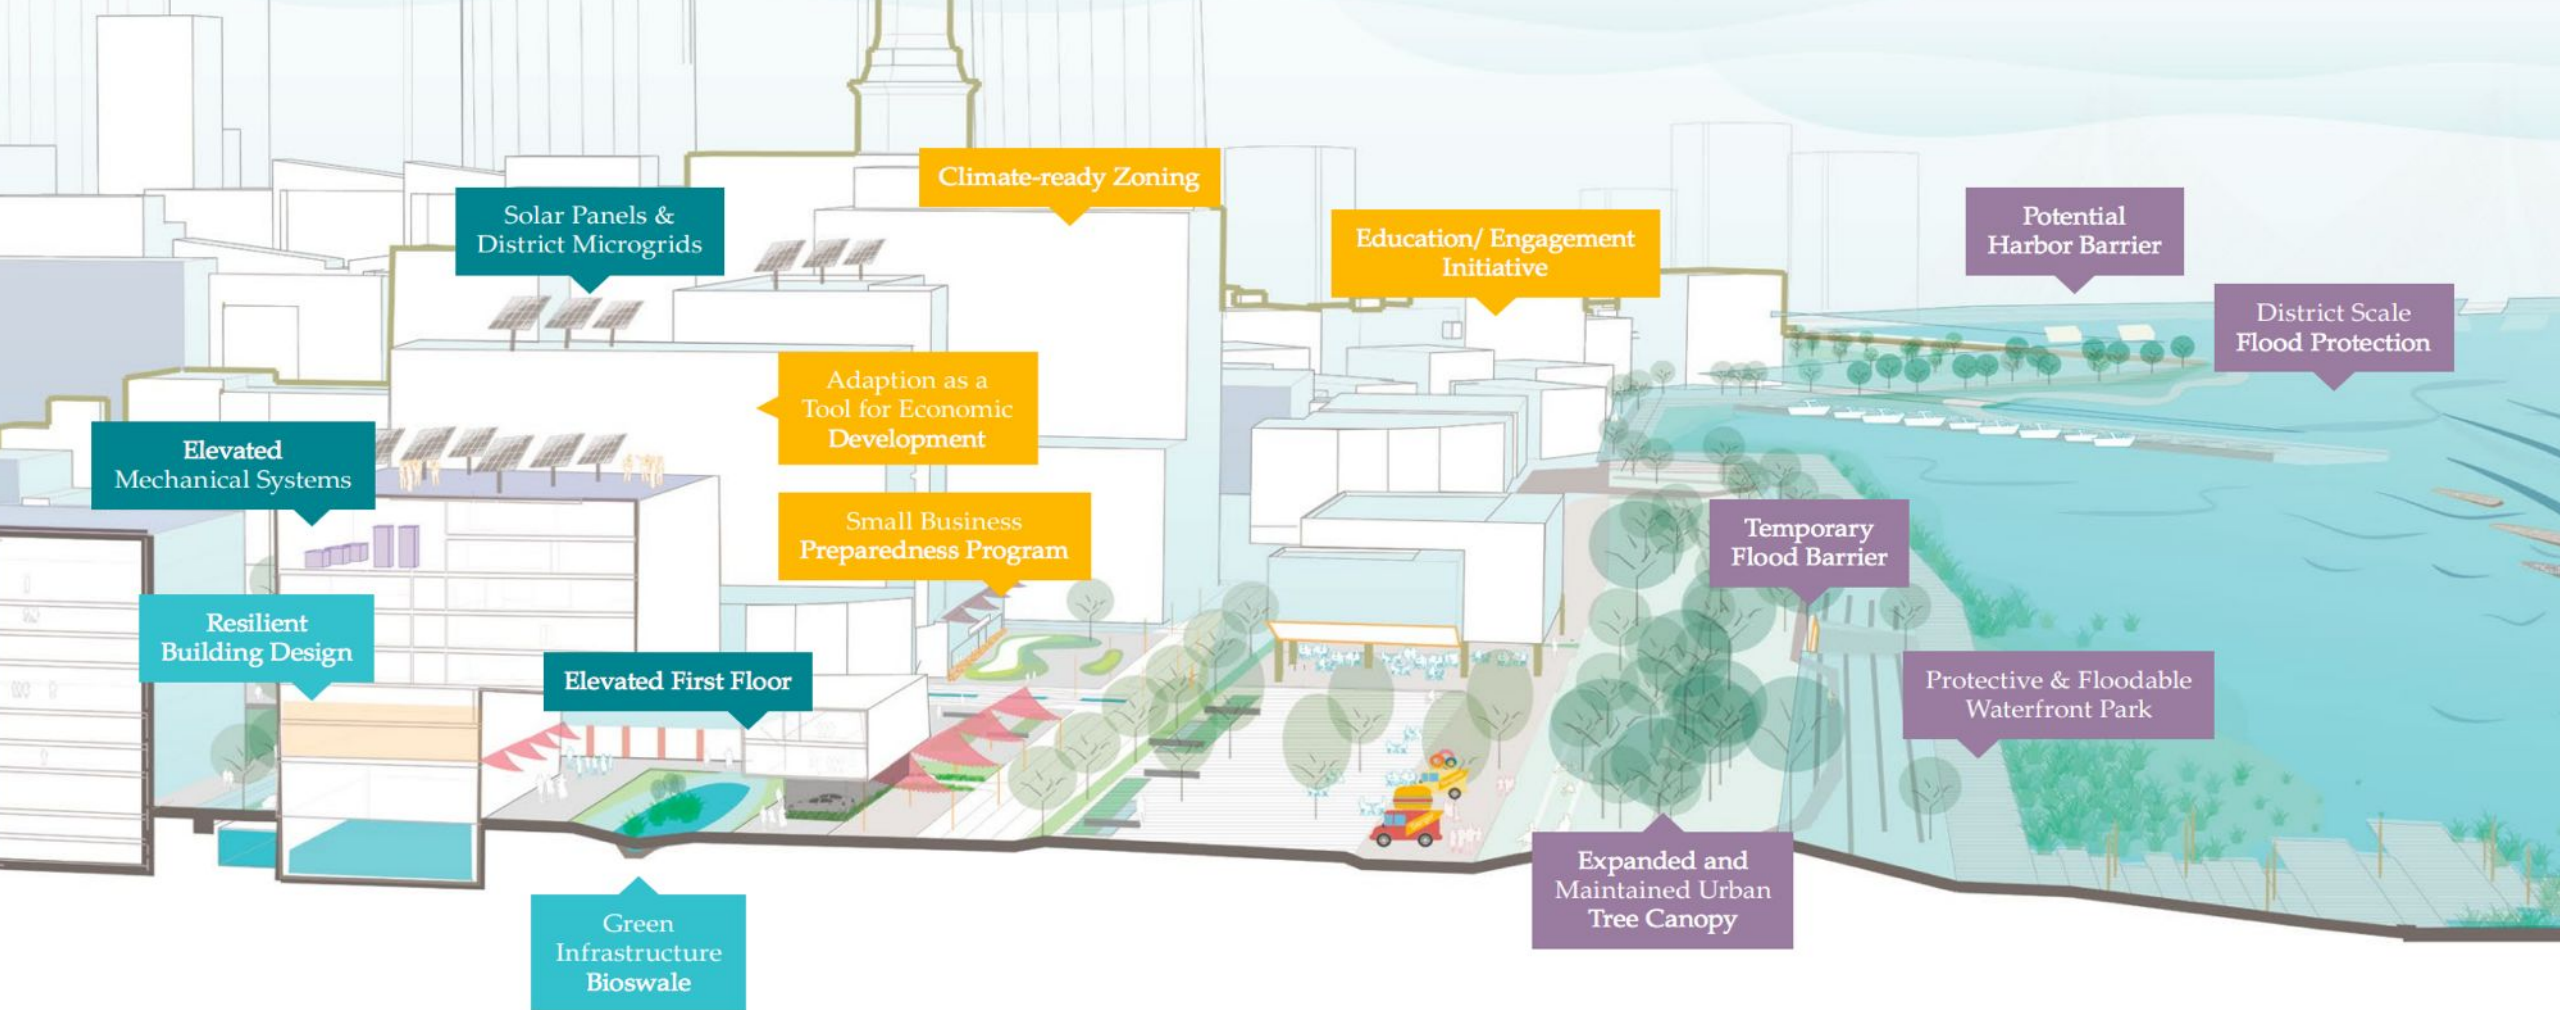 Climate-ready Zoning
Solar Panels &
District Microgrids
Education/ Engagement
Initiative
Potential
Harbor Barrier
District Scale
Flood Protection
Adaption as a
Tool for Economic
Development
Elevated
Mechanical Systems
Small Business
Preparedness Program
Temporary
Flood Barrier
Resilient
Building Design
Elevated First Floor
Protective & Floodable
Waterfront Park
Expanded and
Maintained Urban
Tree Canopy
Green
Infrastructure
Bioswale